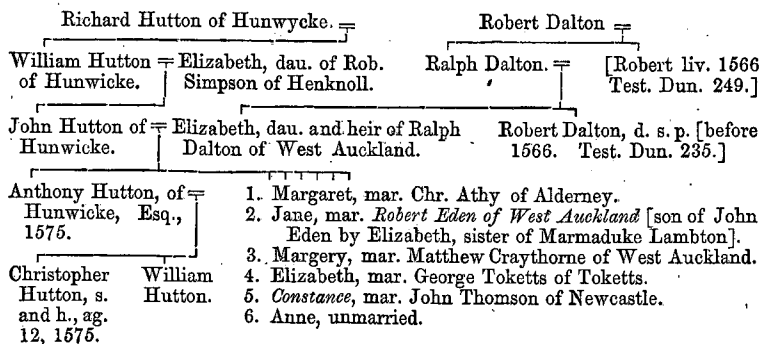 Richard Hutton of Hunwycke. =
Robert Dalton =
William Hutton = Elizabeth, dau. of Rob.
of Hunwicke. Simpson of Henknoll.
Ralph Dalton. =
[Robert liv. 1566
Test. Dun. 249.]
John Hutton of = Elizabeth, dau. and heir of Ralph
Hunwicke. Dalton of West Auckland.
Robert Dalton, d. s. p. [before
1566. Test. Dun. 235.]
Anthony Hutton, of =
Hunwicke, Esq.,
1575.
1. Margaret, mar. Chr. Athy of Alderney.
2. Jane, mar. Robert Eden of West Auckland [son of John
Eden by Elizabeth, sister of Marmaduke Lambton].
3. Margery, mar. Matthew Craythorne of West Auckland.
4. Elizabeth, mar. George Toketts of Toketts.
5. Constance, mar. John Thomson of Newcastle.
6. Anne, unmarried.
Christopher
Hutton, s.
and h., ag.
12, 1575.
William
Hutton.